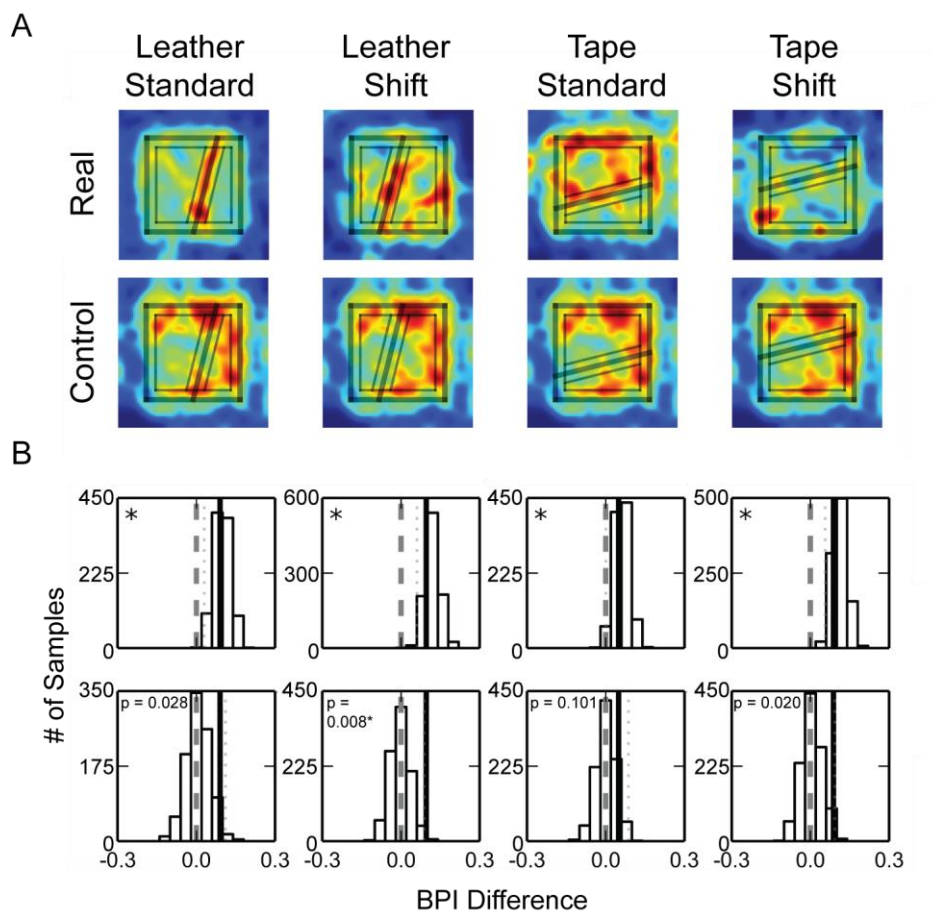 A
Leather Standard
Leather Shift
Tape Standard
Tape Shift
Real
Control
B
# of Samples
450
225
0
*
600
300
0
*
450
225
0
*
500
250
0
*
350
175
0
p = 0.028
-0.3 0.0 0.3
450
225
0
p =
0.008*
-0.3 0.0 0.3
450
225
0
p = 0.101
-0.3 0.0 0.3
450
225
0
p = 0.020
-0.3 0.0 0.3
BPI Difference